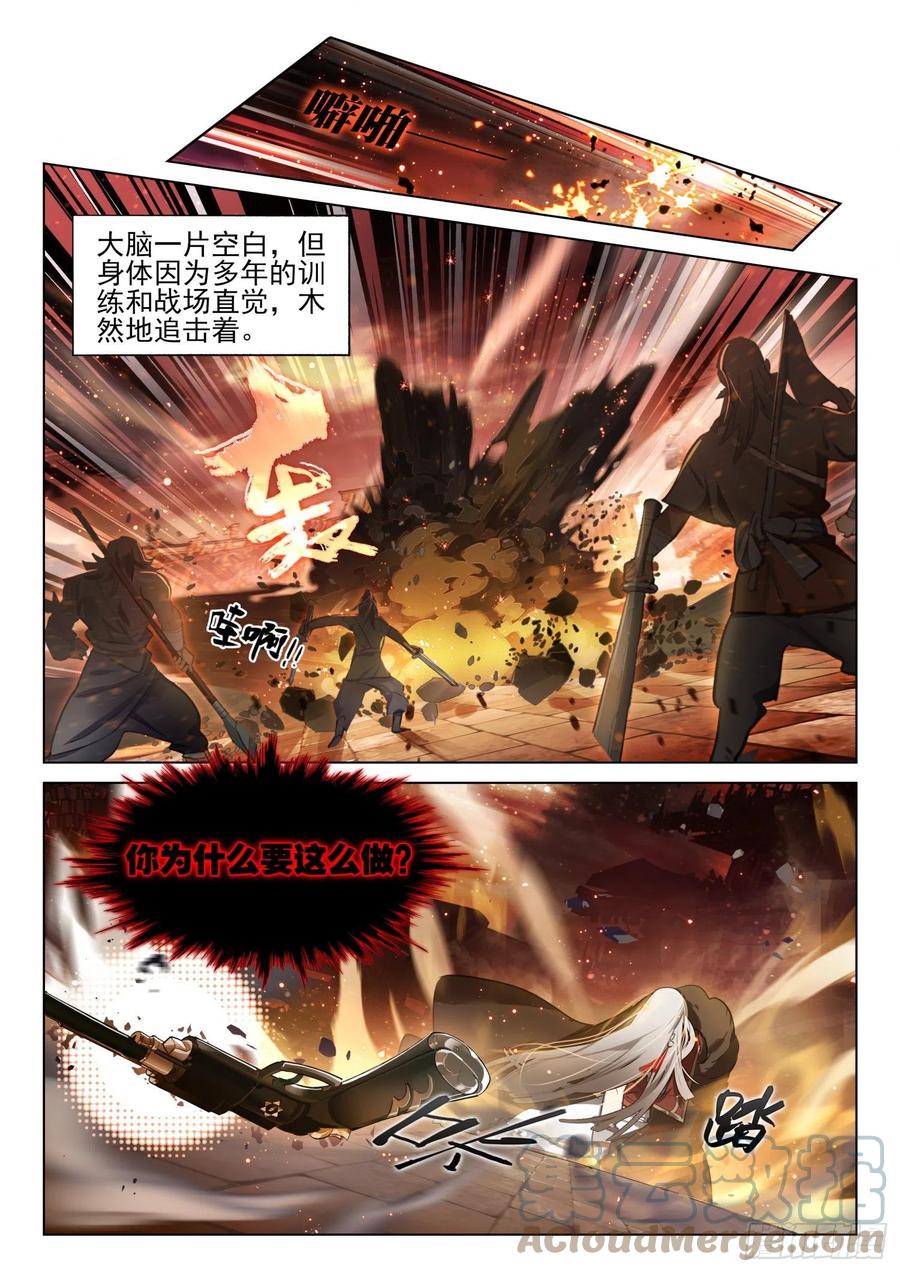 噼啪——
大脑一片空白，但
身体因为多年的训
练和战场直觉，木
然地追击着。
哇啊!!
你为什么要这么做?
踏
AcloudMerge.com